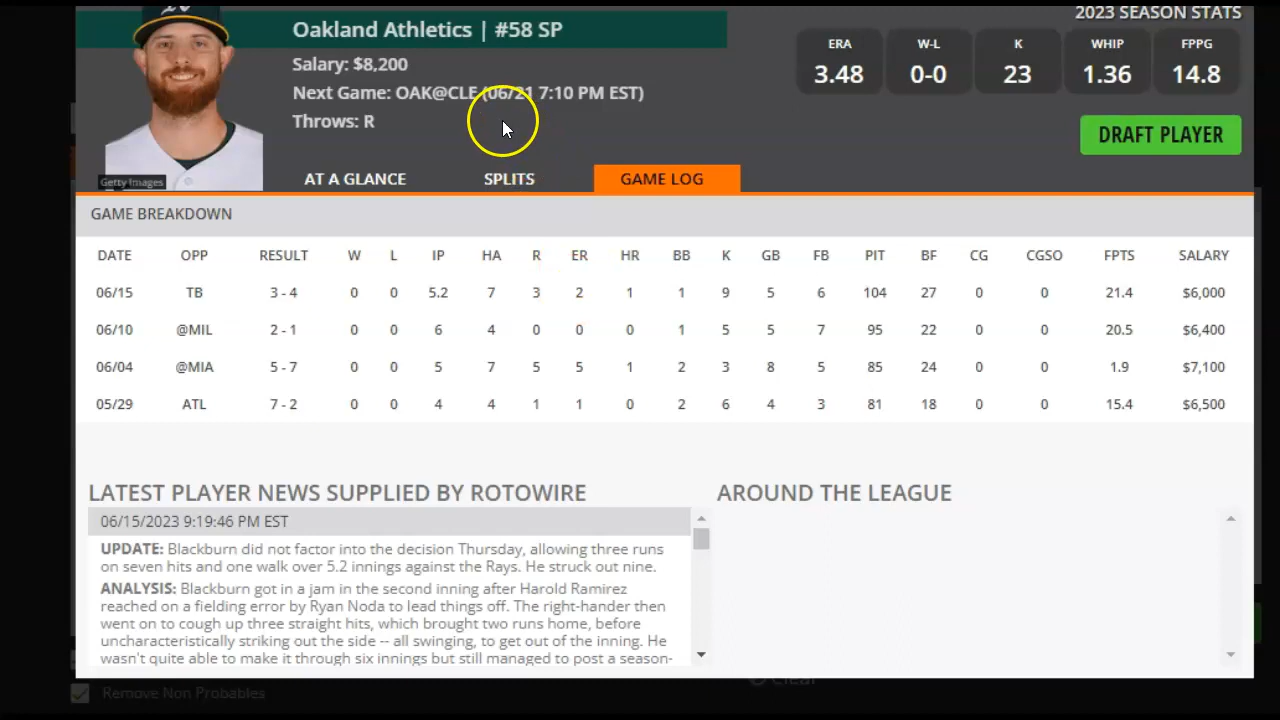 2023 SEASON STATS
Oakland Athletics | #58 SP
Salary: $8,200
Next Game: OAK@CLE (06/21 7:10 PM EST)
Throws: R
ERA W-L K WHIP FPPG
3.48 0-0 23 1.36 14.8
DRAFT PLAYER
Getty Images
AT A GLANCE SPLITS GAME LOG
GAME BREAKDOWN
DATE OPP RESULT W L IP HA R ER HR BB K GB FB PIT BF CG CGSO FPTS SALARY
06/15 TB 3 - 4 0 0 5.2 7 3 2 1 1 9 5 6 104 27 0 0 21.4 $6,000
06/10 @MIL 2 - 1 0 0 6 4 0 0 0 1 5 5 7 95 22 0 0 20.5 $6,400
06/04 @MIA 5 - 7 0 0 5 7 5 5 1 2 3 8 5 85 24 0 0 1.9 $7,100
05/29 ATL 7 - 2 0 0 4 4 1 1 0 2 6 4 3 81 18 0 0 15.4 $6,500
LATEST PLAYER NEWS SUPPLIED BY ROTOWIRE
06/15/2023 9:19:46 PM EST
UPDATE: Blackburn did not factor into the decision Thursday, allowing three runs
on seven hits and one walk over 5.2 innings against the Rays. He struck out nine.
ANALYSIS: Blackburn got in a jam in the second inning after Harold Ramirez
reached on a fielding error by Ryan Noda to lead things off. The right-hander then
went on to cough up three straight hits, which brought two runs home, before
uncharacteristically striking out the side -- all swinging, to get out of the inning. He
wasn't quite able to make it through six innings but still managed to post a season-
AROUND THE LEAGUE
Remove Non Probables
Clear